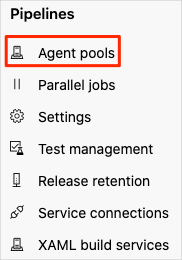 Pipelines
Agent pools
Parallel jobs
Settings
Test management
Release retention
Service connections
XAML build services